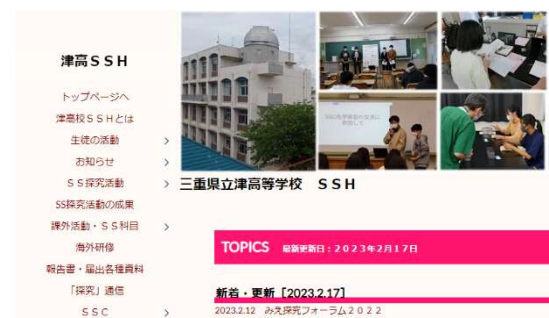 津高ＳＳＨ
トップページへ
津高校ＳＳＨとは
生徒の活動
お知らせ
ＳＳ探究活動
SS探究活動の成果
課外活動・ＳＳ科目
海外研修
報告書・届出各種資料
「探究」通信
ＳＳＣ
三重県立津高等学校　ＳＳＨ
TOPICS 最新更新日：２０２３年２月１７日
新着・更新［2023.2.17］
2023.2.12　みえ探究フォーラム２０２２